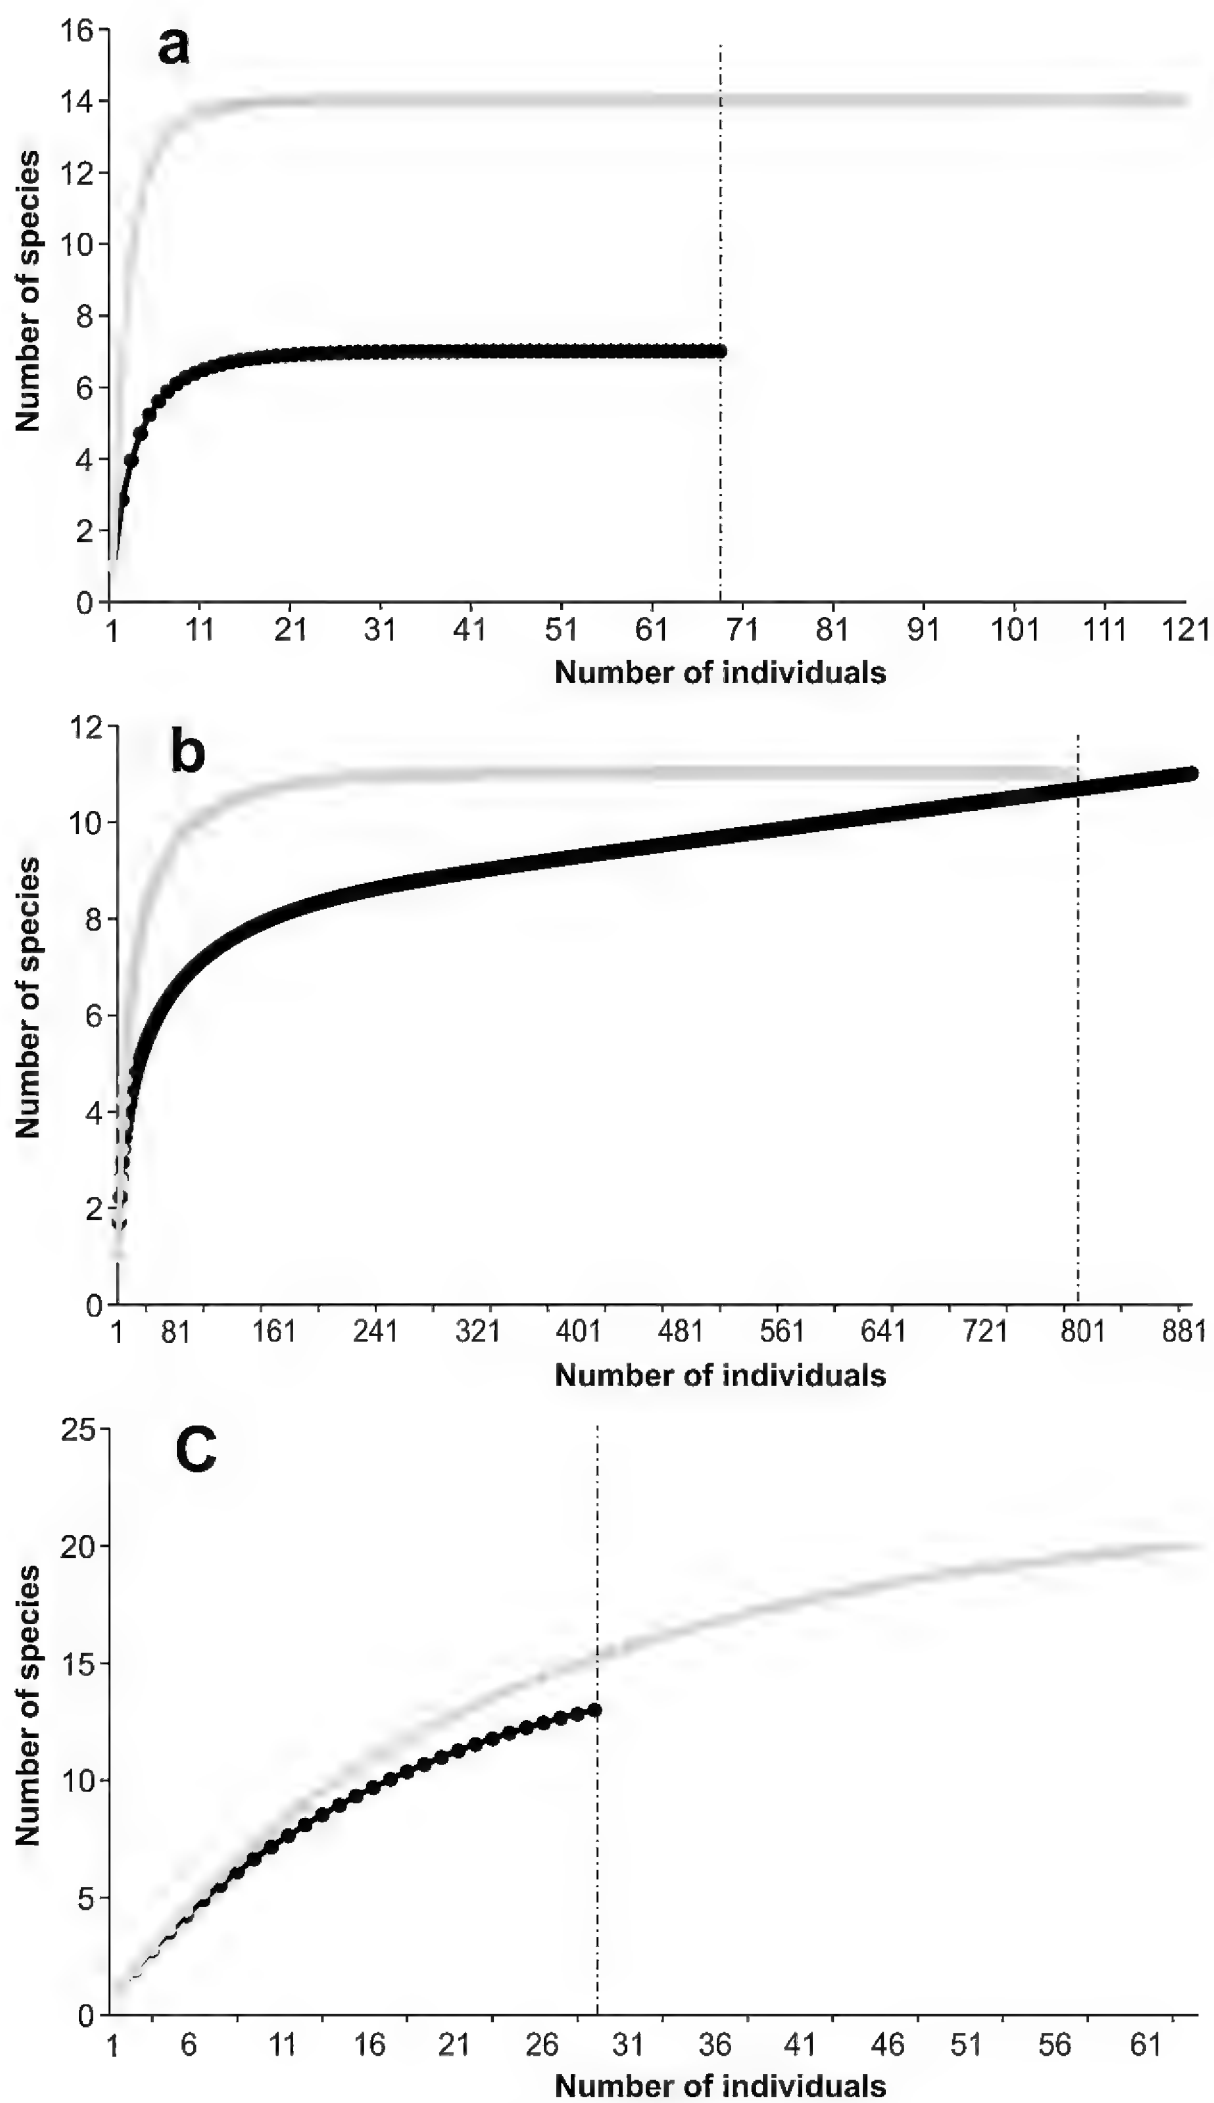 a
16
14
12
10
8
6
4
2
0
Number of species
1 11 21 31 41 51 61 71 81 91 101 111 121
Number of individuals
b
12
10
8
6
4
2
0
Number of species
1 81 161 241 321 401 481 561 641 721 801 881
Number of individuals
C
25
20
15
10
5
0
Number of species
1 6 11 16 21 26 31 36 41 46 51 56 61
Number of individuals